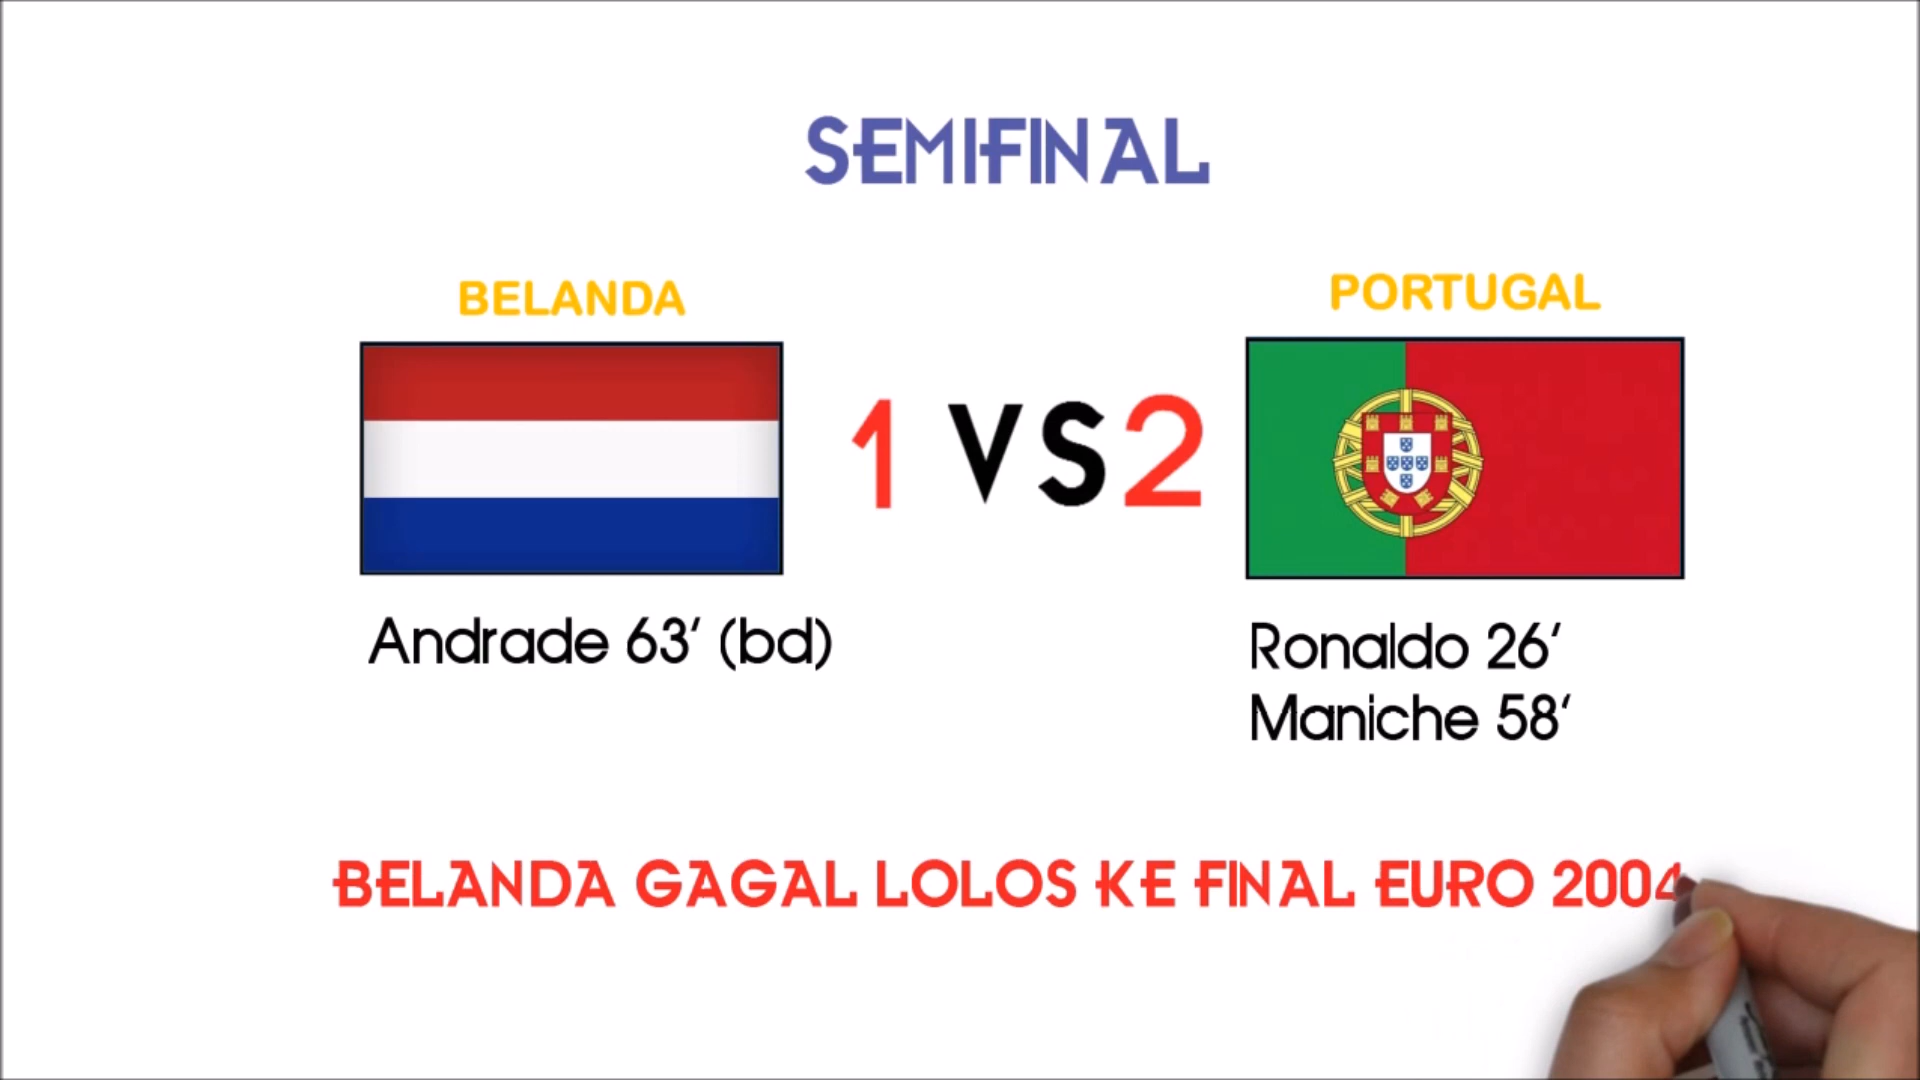 SEMIFINAL
BELANDA
PORTUGAL
1 VS 2
Andrade 63' (bd)
Ronaldo 26'
Maniche 58'
BELANDA GAGAL LOLOS KE FINAL EURO 2004